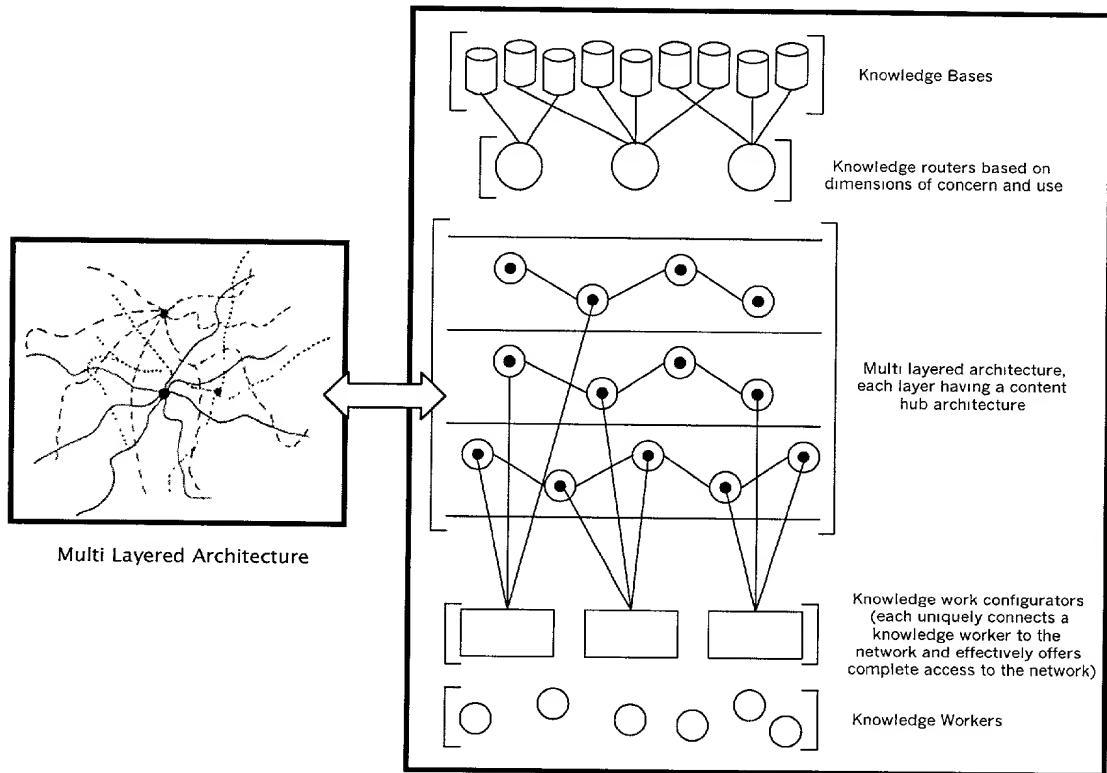 Knowledge Bases
Knowledge routers based on
dimensions of concern and use
Multi layered architecture,
each layer having a content
hub architecture
Multi Layered Architecture
Knowledge work configurators
(each uniquely connects a
knowledge worker to the
network and effectively offers
complete access to the network)
Knowledge Workers